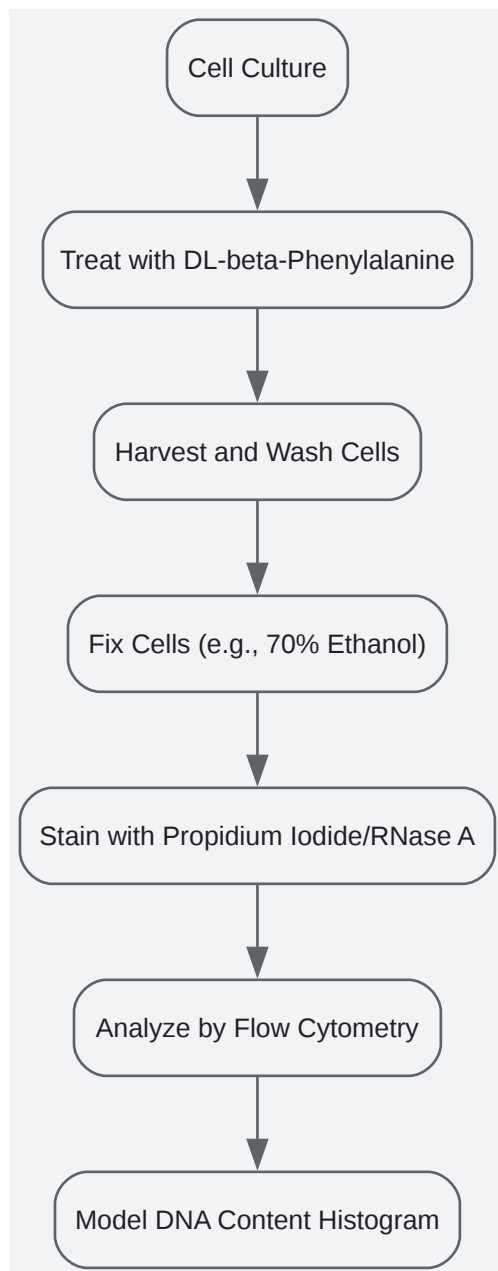 Cell Culture
Treat with DL-beta-Phenylalanine
Harvest and Wash Cells
Fix Cells (e.g., 70% Ethanol)
Stain with Propidium Iodide/RNase A
Analyze by Flow Cytometry
Model DNA Content Histogram